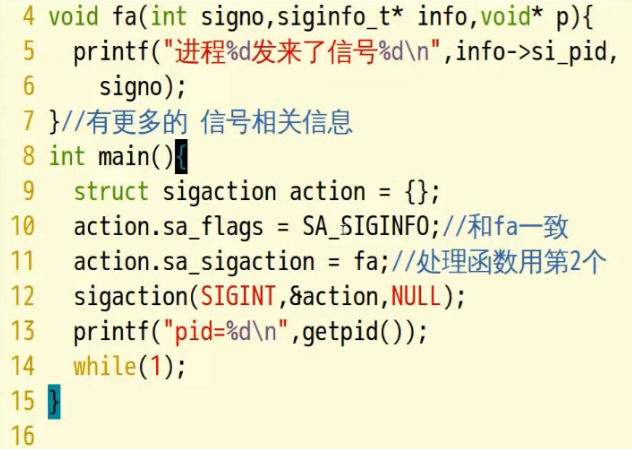 4 void fa(int signo,siginfo_t* info,void* p){
5   printf("进程%d发来了信号%d\n",info->si_pid,
6     signo);
7 }//有更多的 信号相关信息
8 int main(){
9   struct sigaction action = {};
10   action.sa_flags = SA_SIGINFO;//和fa一致
11   action.sa_sigaction = fa;//处理函数用第2个
12   sigaction(SIGINT,&action,NULL);
13   printf("pid=%d\n",getpid());
14   while(1);
15 }
16